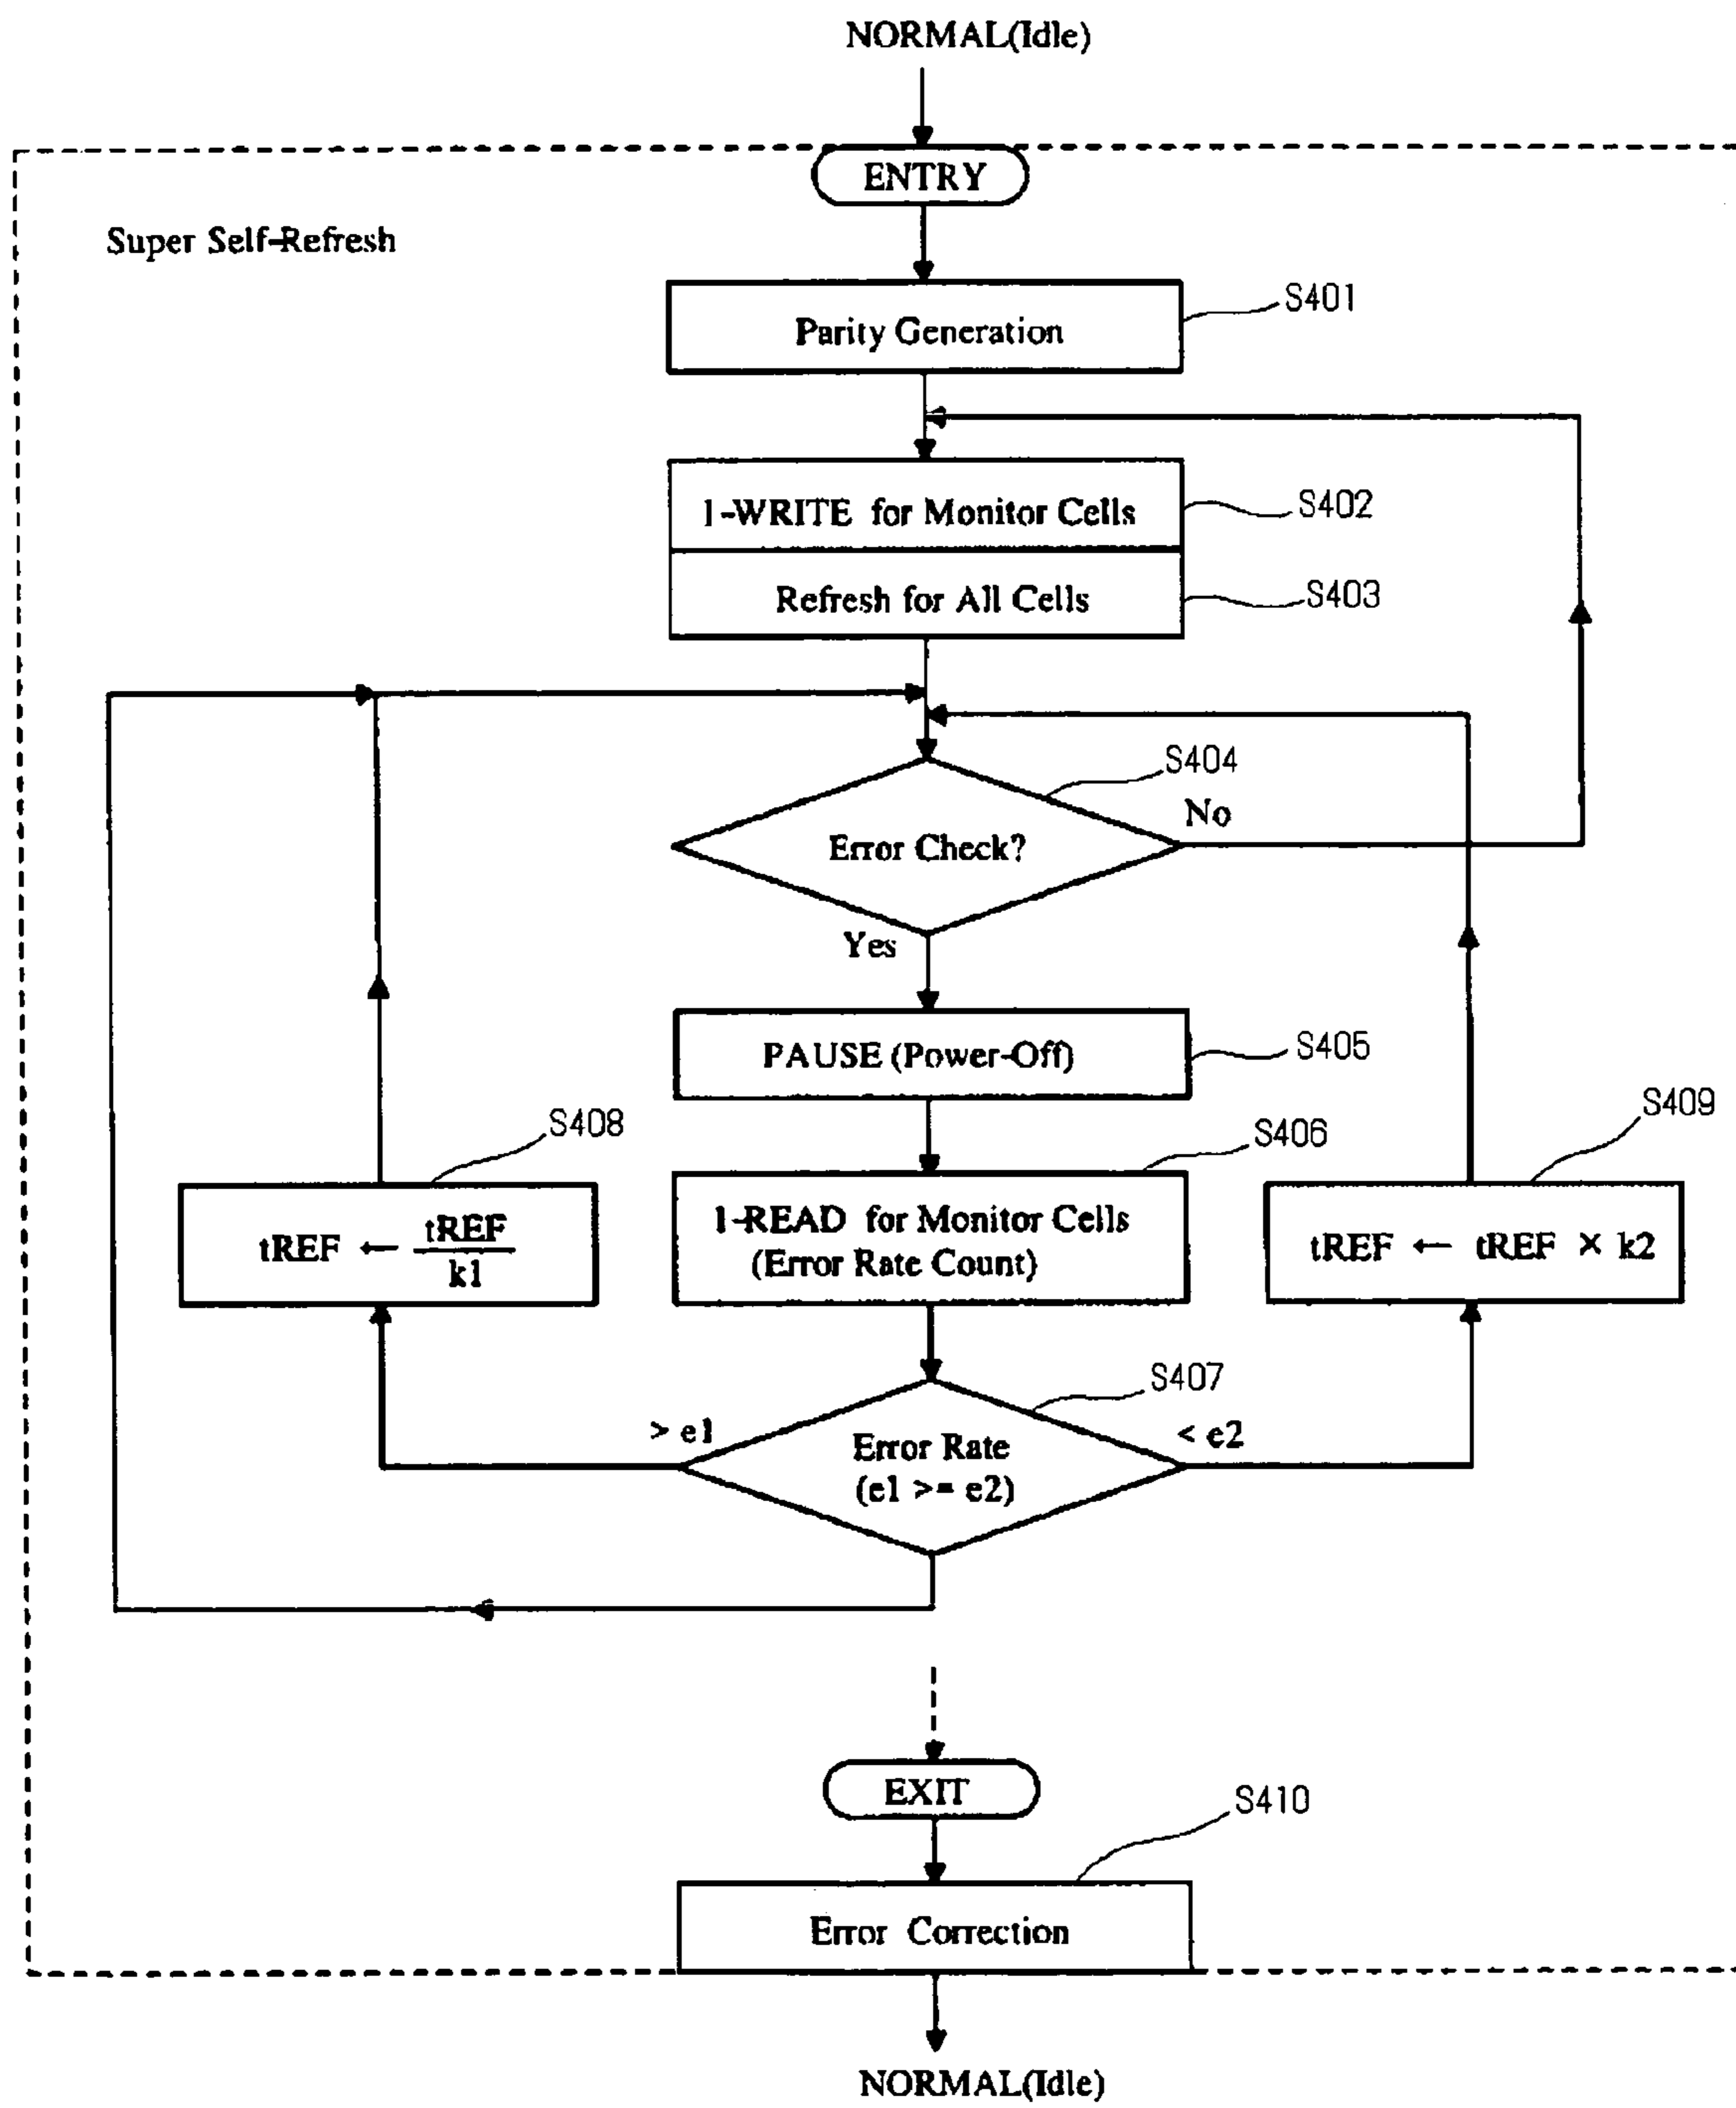 NORMAL(Idle)
ENTRY
Super Self-Refresh
S401
Parity Generation
1-WRITE for Monitor Cells
S402
Refresh for All Cells
S403
S404
No
Error Check?
Yes
PAUSE (Power-Off)
S405
S408
S406
S409
1-READ for Monitor Cells
(Error Rate Count)
tREF ← tREF
k1
tREF ← tREF × k2
S407
> e1
< e2
Error Rate
(e1 >= e2)
EXIT
S410
Error Correction
NORMAL(Idle)